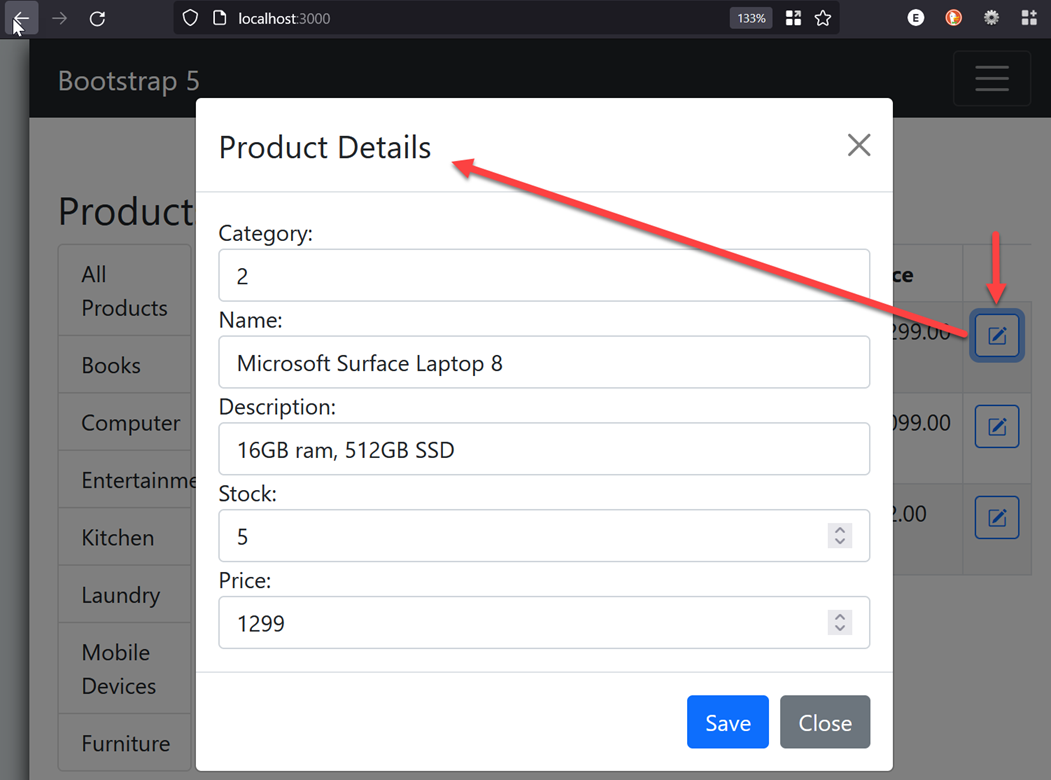 localhost:3000
133%
E
Bootstrap 5
Product Details
Product
Category:
2
Name:
Microsoft Surface Laptop 8
Description:
16GB ram, 512GB SSD
Stock:
5
Price:
1299
Save
Close
All
Products
Books
Computer
Entertainme
Kitchen
Laundry
Mobile
Devices
Furniture
ce
299.00
099.00
2.00